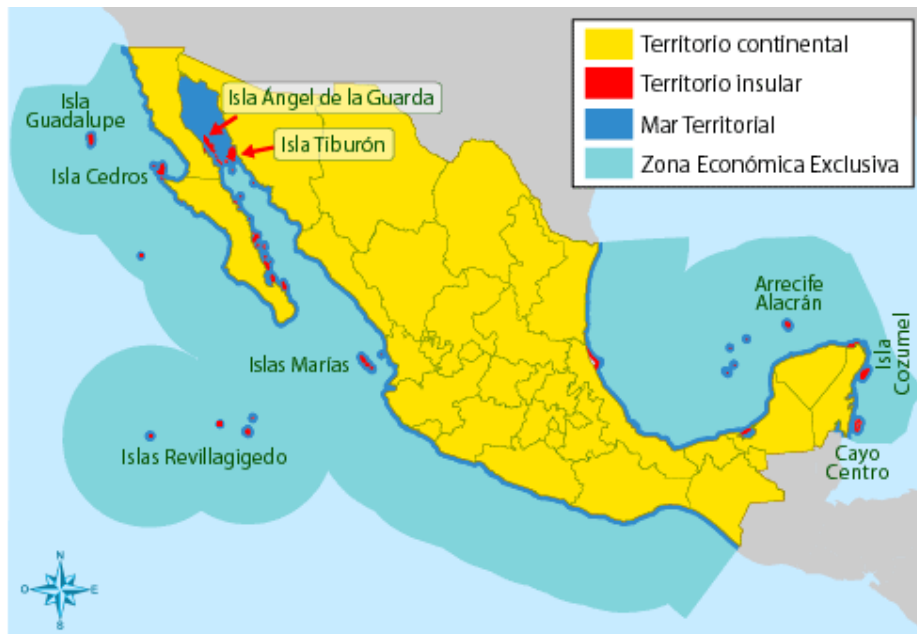 Territorio continental
Territorio insular
Mar Territorial
Zona Económica Exclusiva
Isla
Guadalupe
Isla Ángel de la Guarda
Isla Tiburón
Isla Cedros
Arrecife
Alacrán
Isla
Cozumel
Islas Marías
Islas Revillagigedo
Cayo
Centro
N
O
E
S